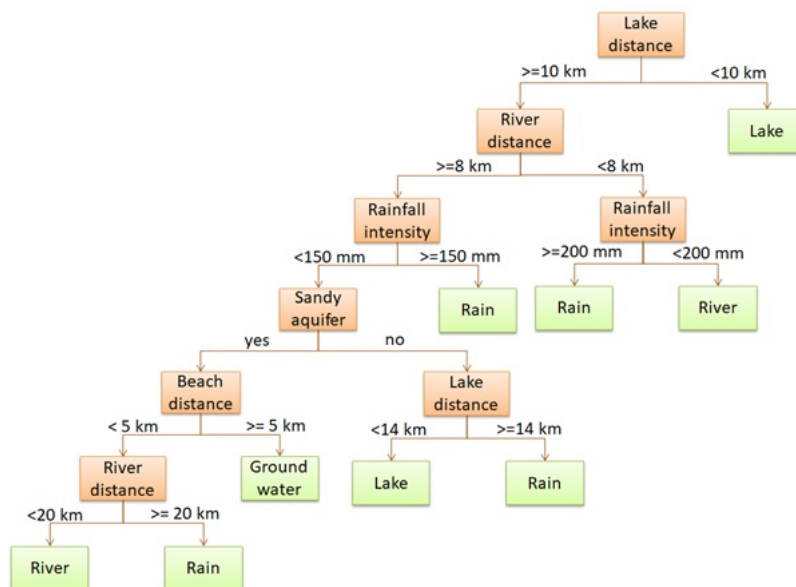 Lake
distance
>=10 km
<10 km
River
distance
Lake
>=8 km
<8 km
Rainfall
intensity
Rainfall
intensity
<150 mm
>=150 mm
>=200 mm
<200 mm
Sandy
aquifer
Rain
Rain
River
yes
no
Beach
distance
Lake
distance
< 5 km
>= 5 km
<14 km
>=14 km
River
distance
Ground
water
Lake
Rain
<20 km
>= 20 km
River
Rain